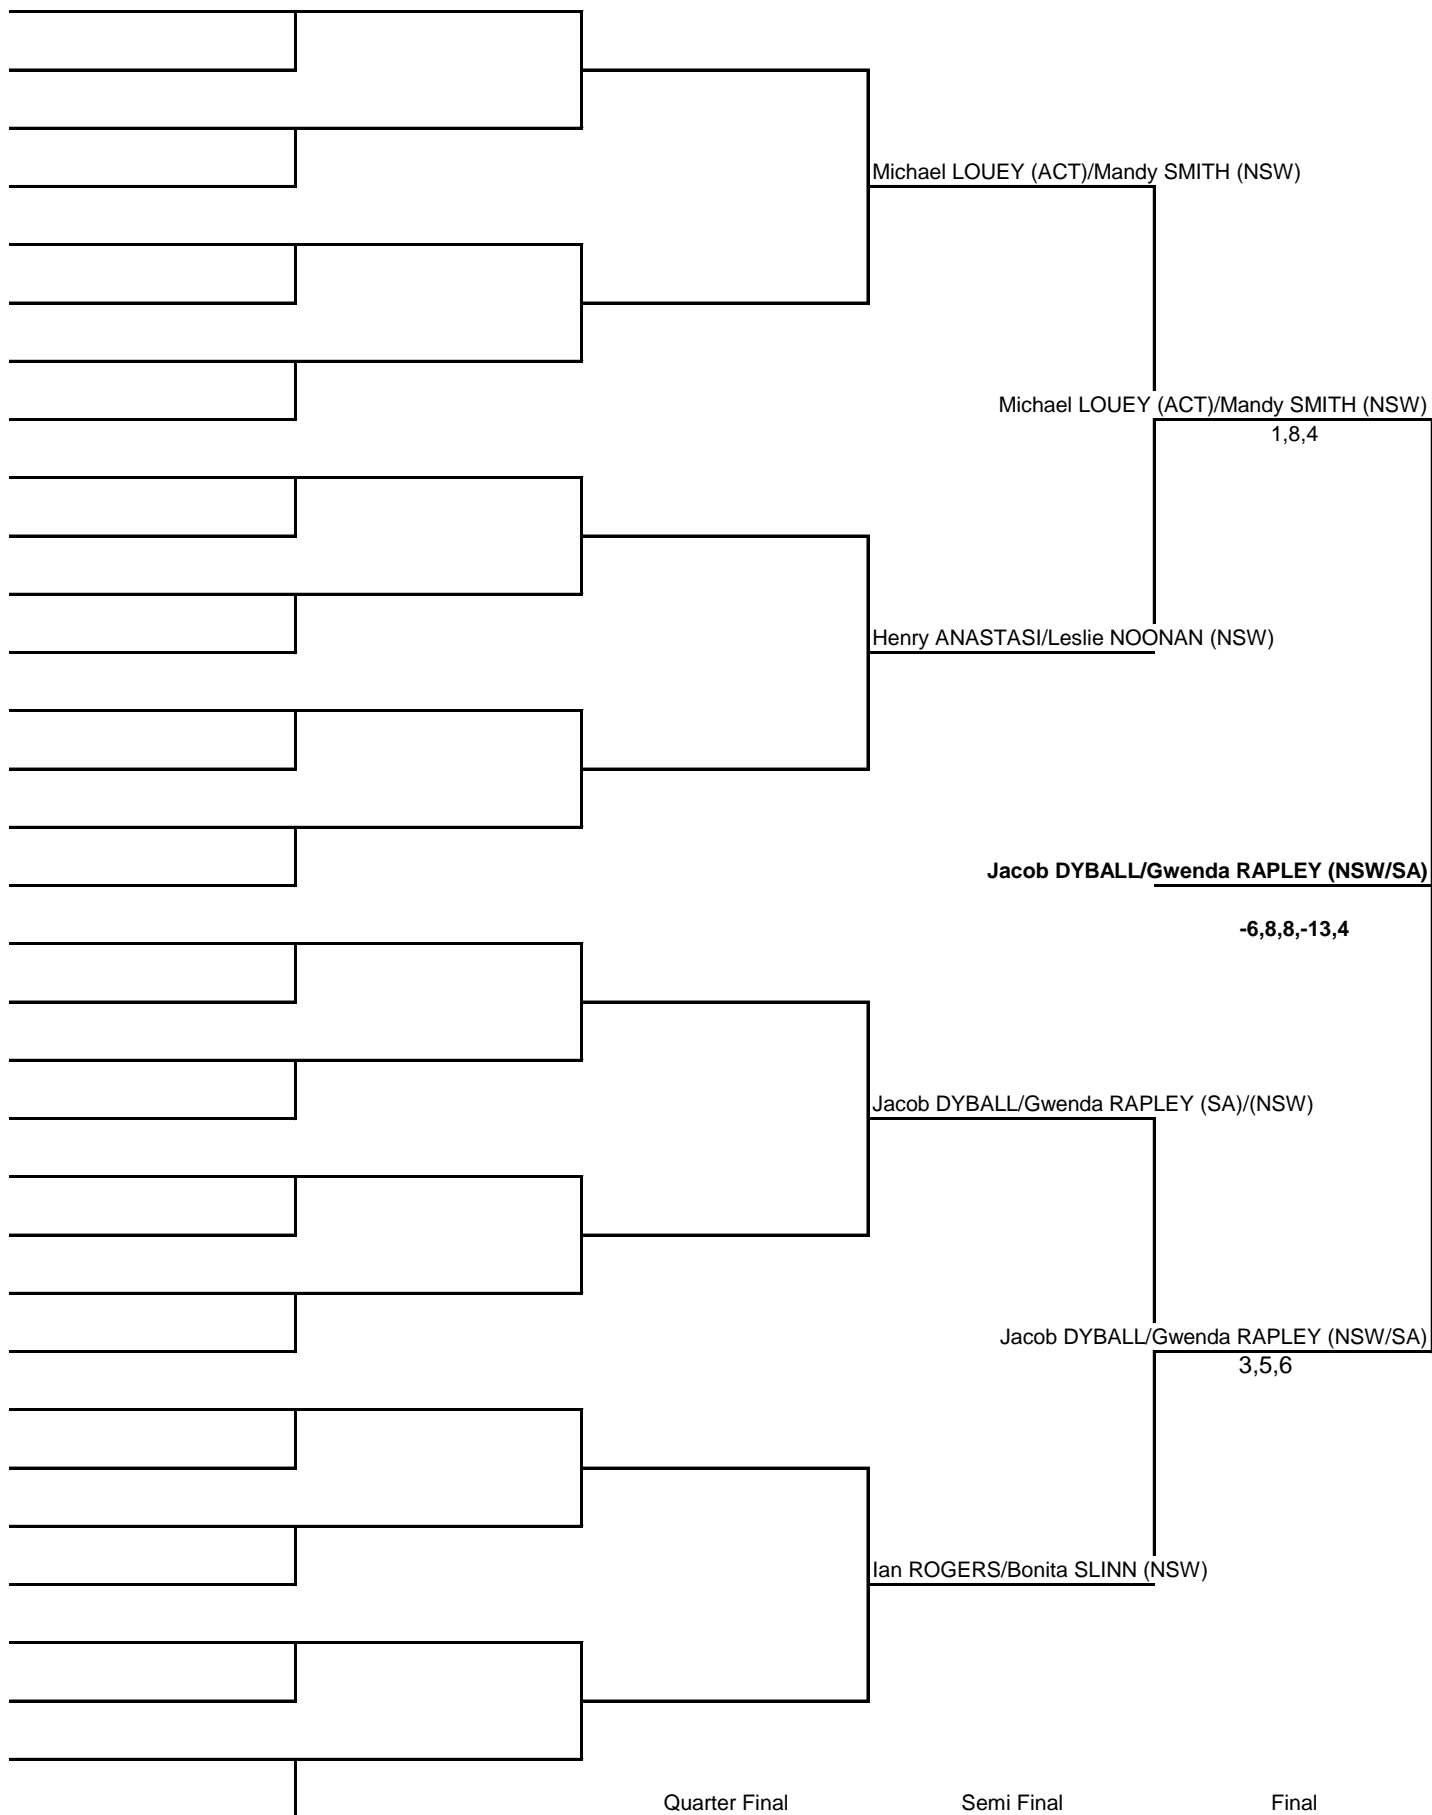 Michael LOUEY (ACT)/Mandy SMITH (NSW)
Michael LOUEY (ACT)/Mandy SMITH (NSW)
1,8,4
Henry ANASTASI/Leslie NOONAN (NSW)
Jacob DYBALL/Gwenda RAPLEY (NSW/SA)
-6,8,8,-13,4
Jacob DYBALL/Gwenda RAPLEY (SA)/(NSW)
Jacob DYBALL/Gwenda RAPLEY (NSW/SA)
3,5,6
Ian ROGERS/Bonita SLINN (NSW)
Quarter Final Semi Final Final